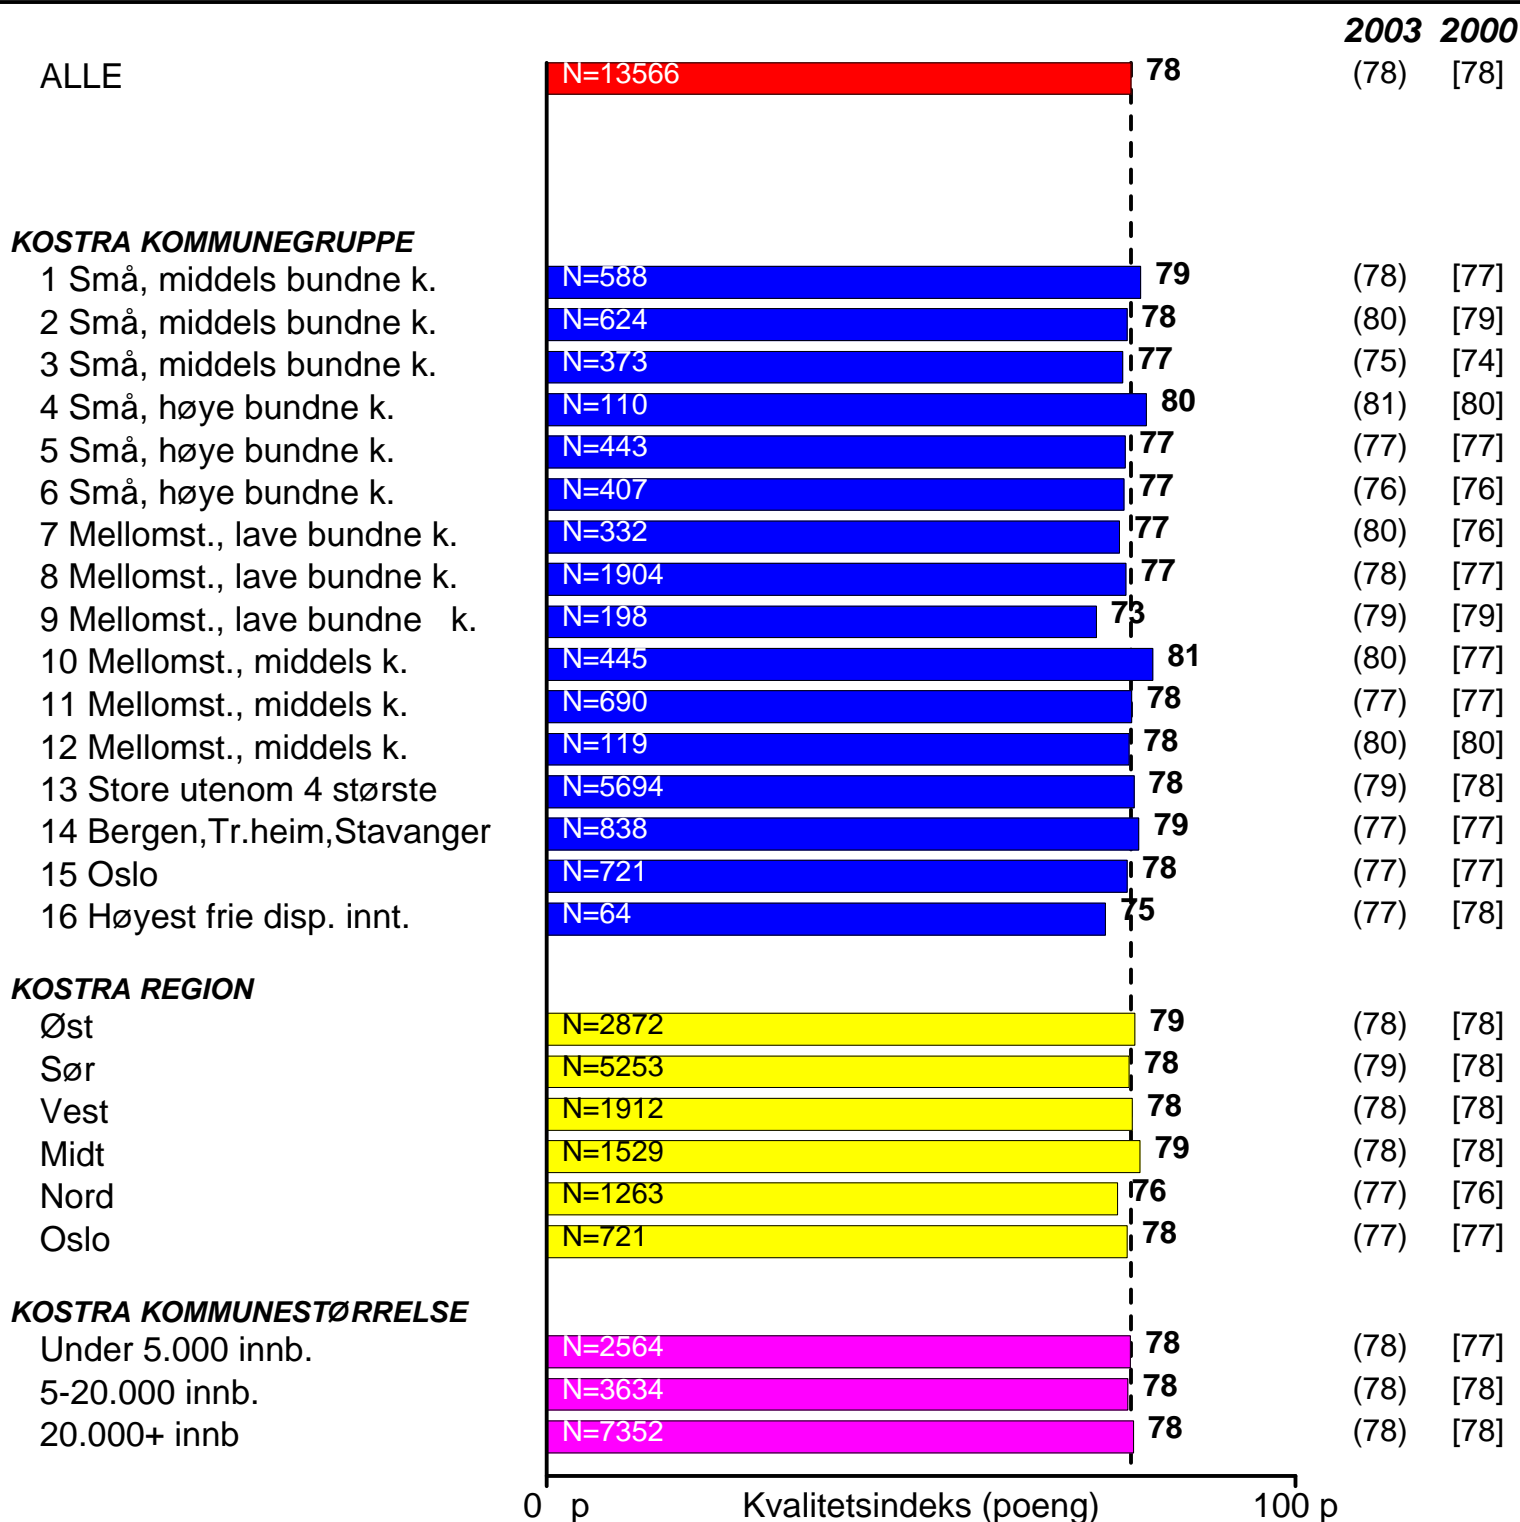 2003 2000
ALLE N=13566 78 (78) [78]
KOSTRA KOMMUNEGRUPPE
1 Små, middels bundne k. N=588 79 (78) [77]
2 Små, middels bundne k. N=624 78 (80) [79]
3 Små, middels bundne k. N=373 77 (75) [74]
4 Små, høye bundne k. N=110 80 (81) [80]
5 Små, høye bundne k. N=443 77 (77) [77]
6 Små, høye bundne k. N=407 77 (76) [76]
7 Mellomst., lave bundne k. N=332 77 (80) [76]
8 Mellomst., lave bundne k. N=1904 77 (78) [77]
9 Mellomst., lave bundne k. N=198 73 (79) [79]
10 Mellomst., middels k. N=445 81 (80) [77]
11 Mellomst., middels k. N=690 78 (77) [77]
12 Mellomst., middels k. N=119 78 (80) [80]
13 Store utenom 4 største N=5694 78 (79) [78]
14 Bergen,Tr.heim,Stavanger N=838 79 (77) [77]
15 Oslo N=721 78 (77) [77]
16 Høyest frie disp. innt. N=64 75 (77) [78]
KOSTRA REGION
Øst N=2872 79 (78) [78]
Sør N=5253 78 (79) [78]
Vest N=1912 78 (78) [78]
Midt N=1529 79 (78) [78]
Nord N=1263 76 (77) [76]
Oslo N=721 78 (77) [77]
KOSTRA KOMMUNESTØRRELSE
Under 5.000 innb. N=2564 78 (78) [77]
5-20.000 innb. N=3634 78 (78) [78]
20.000+ innb N=7352 78 (78) [78]
0 p Kvalitetsindeks (poeng) 100 p